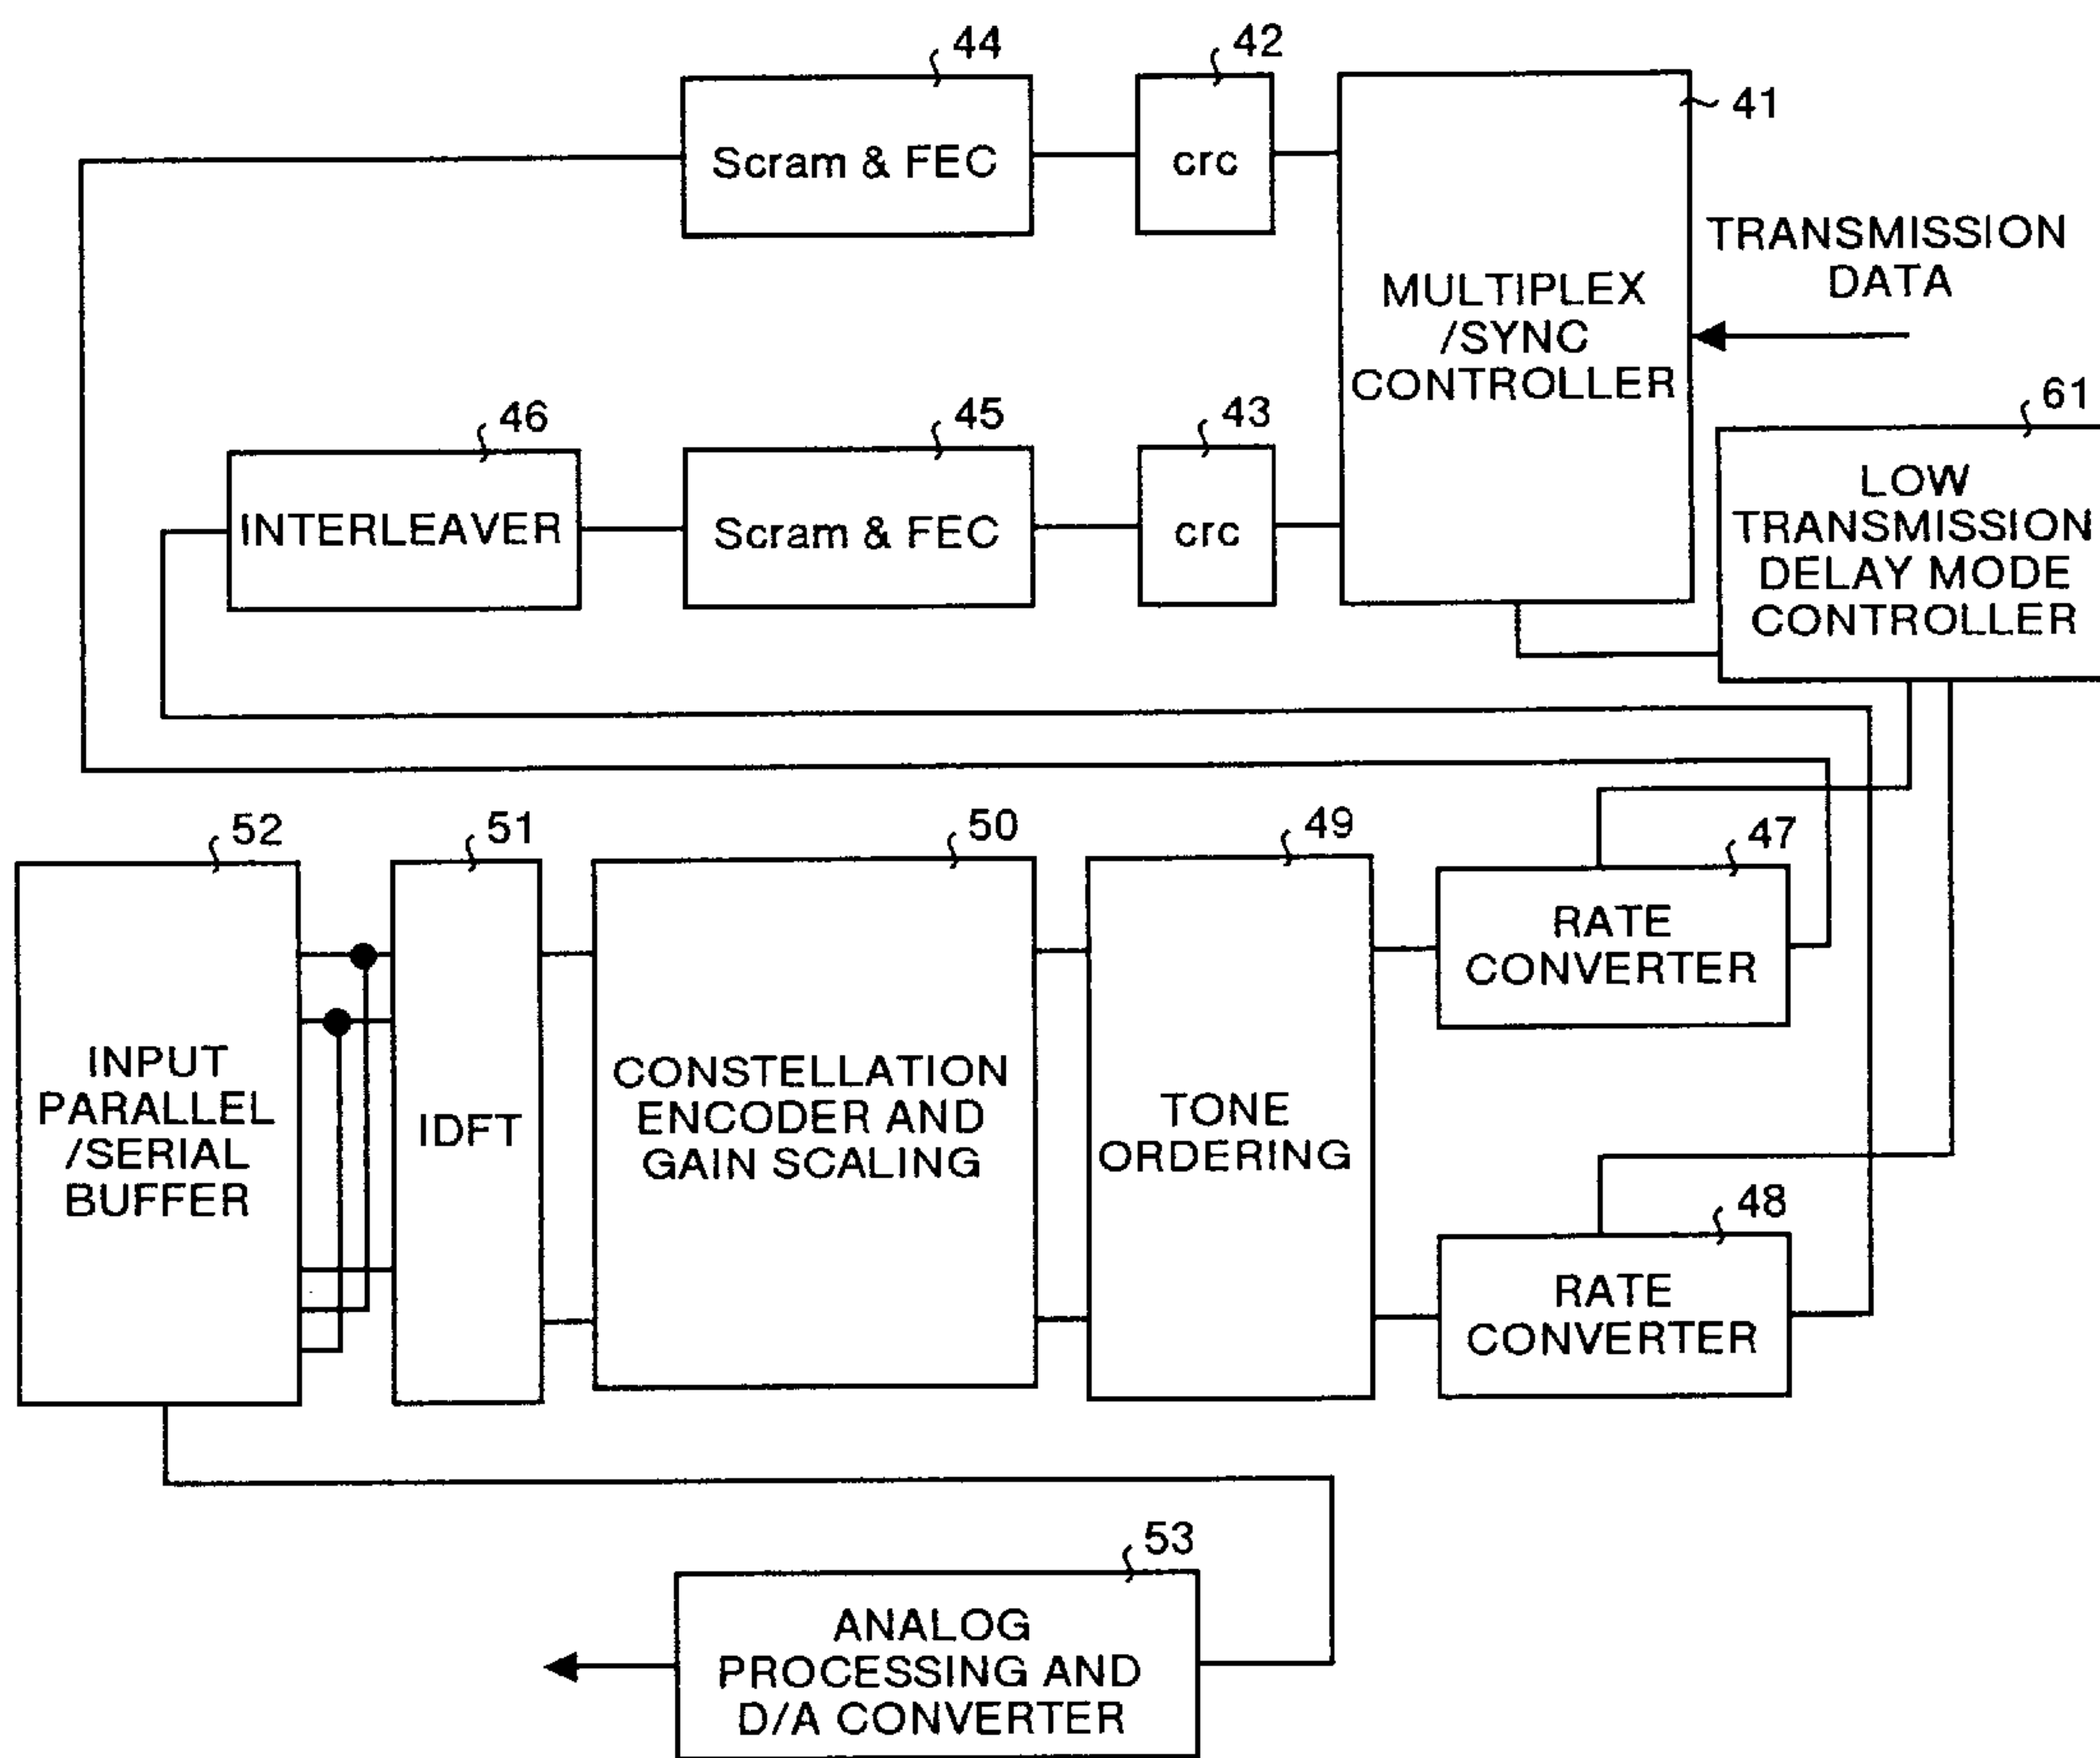 44
42
41
Scram & FEC
crc
TRANSMISSION
DATA
MULTIPLEX
/SYNC
CONTROLLER
46
45
43
61
INTERLEAVER
Scram & FEC
crc
LOW
TRANSMISSION
DELAY MODE
CONTROLLER
52
51
50
49
47
INPUT
PARALLEL
/SERIAL
BUFFER
IDFT
CONSTELLATION
ENCODER AND
GAIN SCALING
TONE
ORDERING
RATE
CONVERTER
48
RATE
CONVERTER
53
ANALOG
PROCESSING AND
D/A CONVERTER